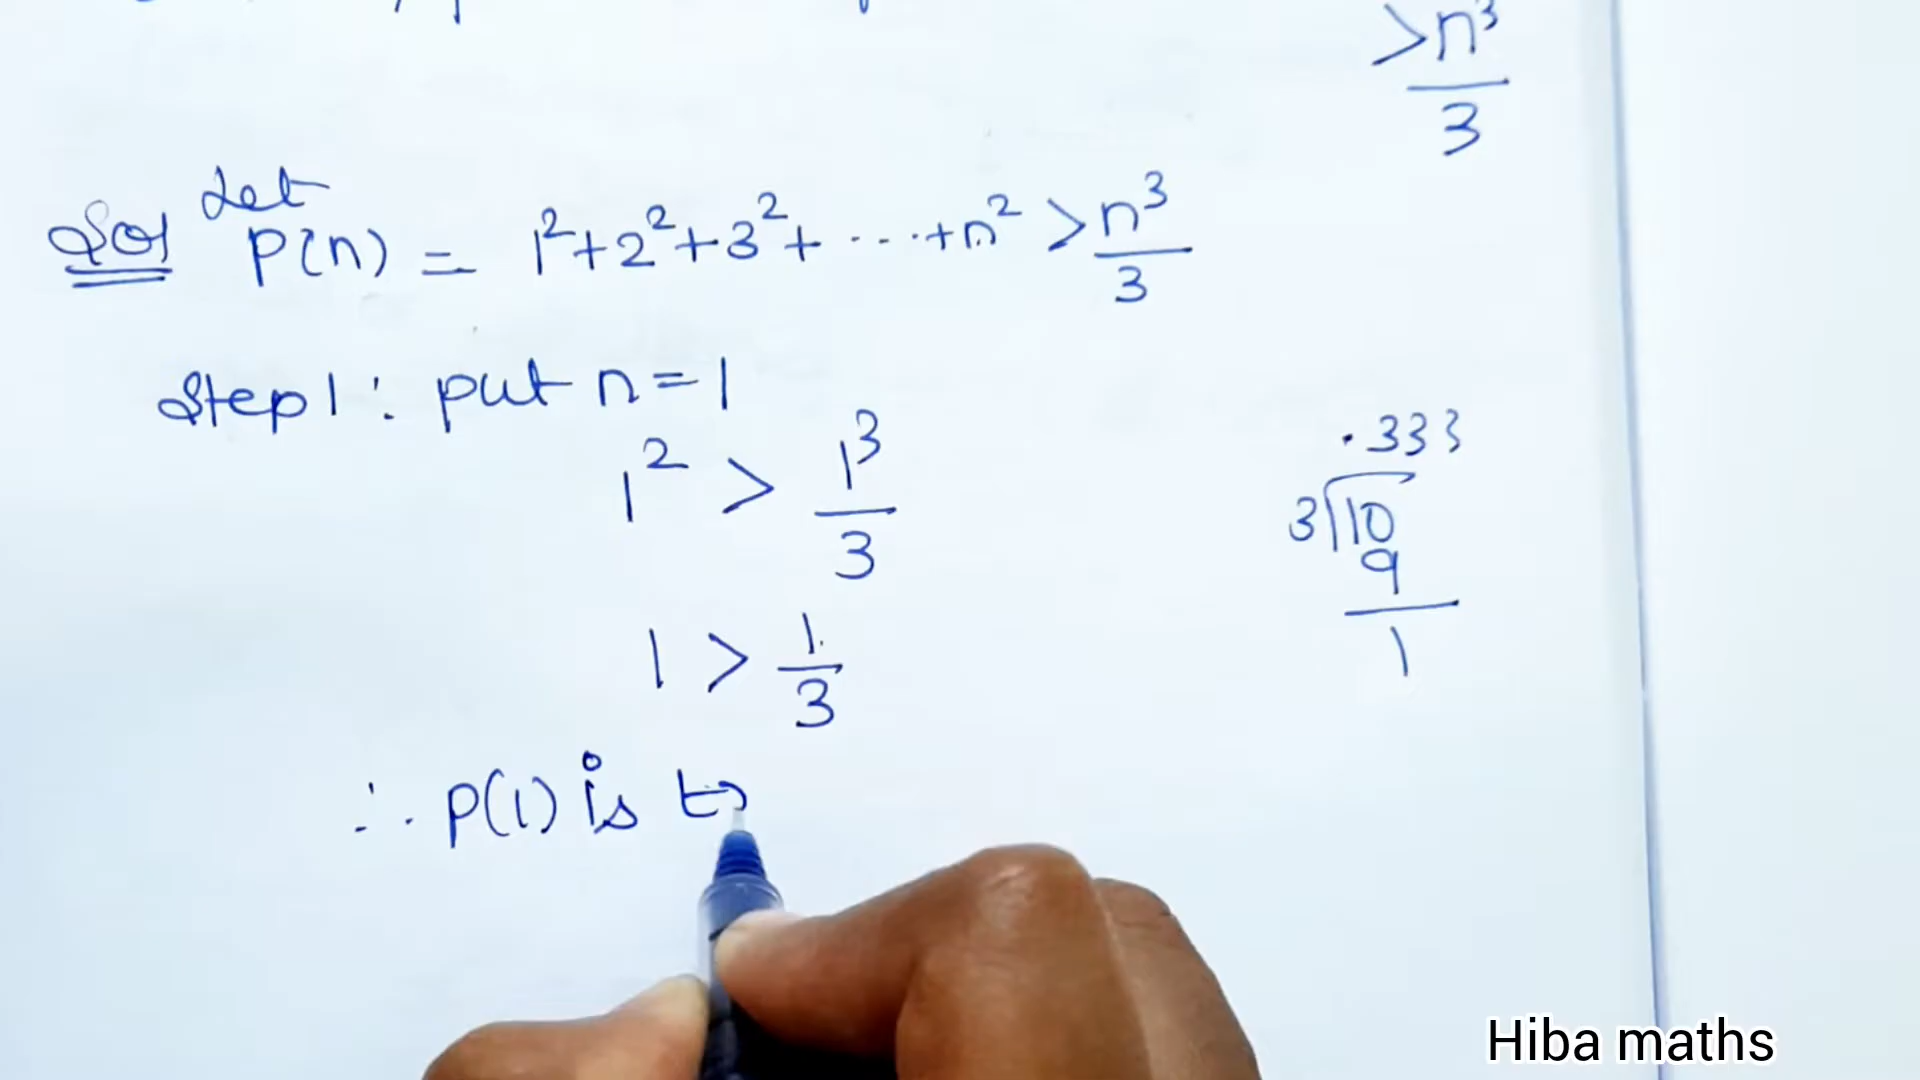 > n³/3
Sol Let
P(n) = 1²+2²+3²+ ....+n² > n³/3
Step 1 : put n = 1
1² > 1³/3
.333
3)10
9
1
1 > 1/3
∴ P(1) is
Hiba maths